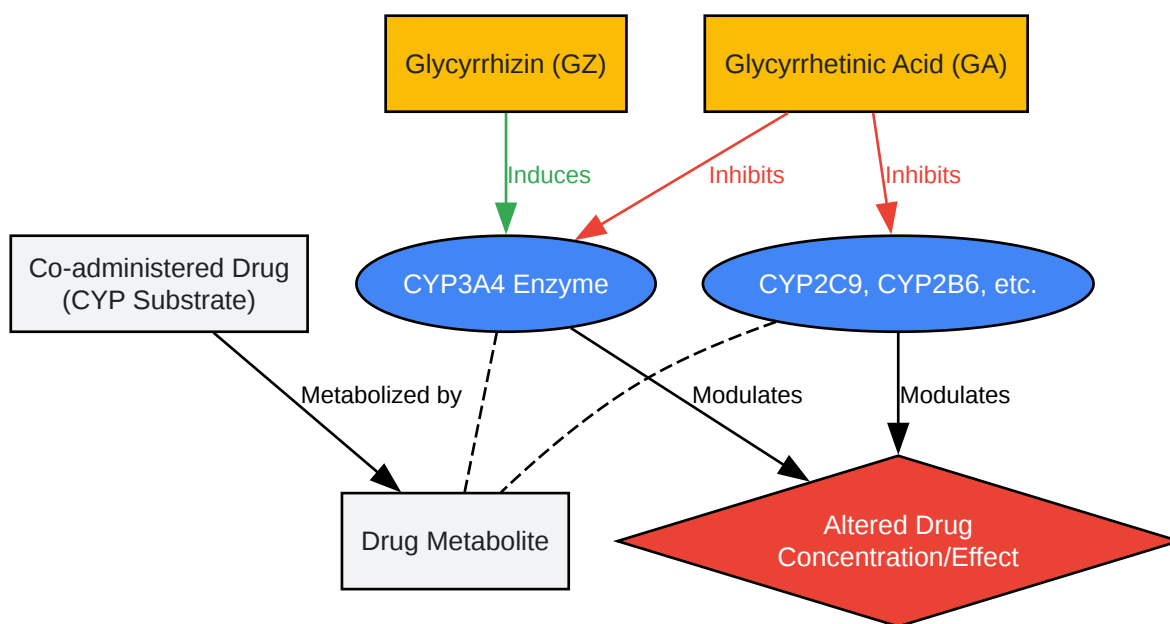 Glycyrrhizin (GZ)
Glycyrrhetinic Acid (GA)
Induces
Inhibits
Inhibits
Co-administered Drug
(CYP Substrate)
CYP3A4 Enzyme
CYP2C9, CYP2B6, etc.
Metabolized by
Modulates
Modulates
Drug Metabolite
Altered Drug
Concentration/Effect